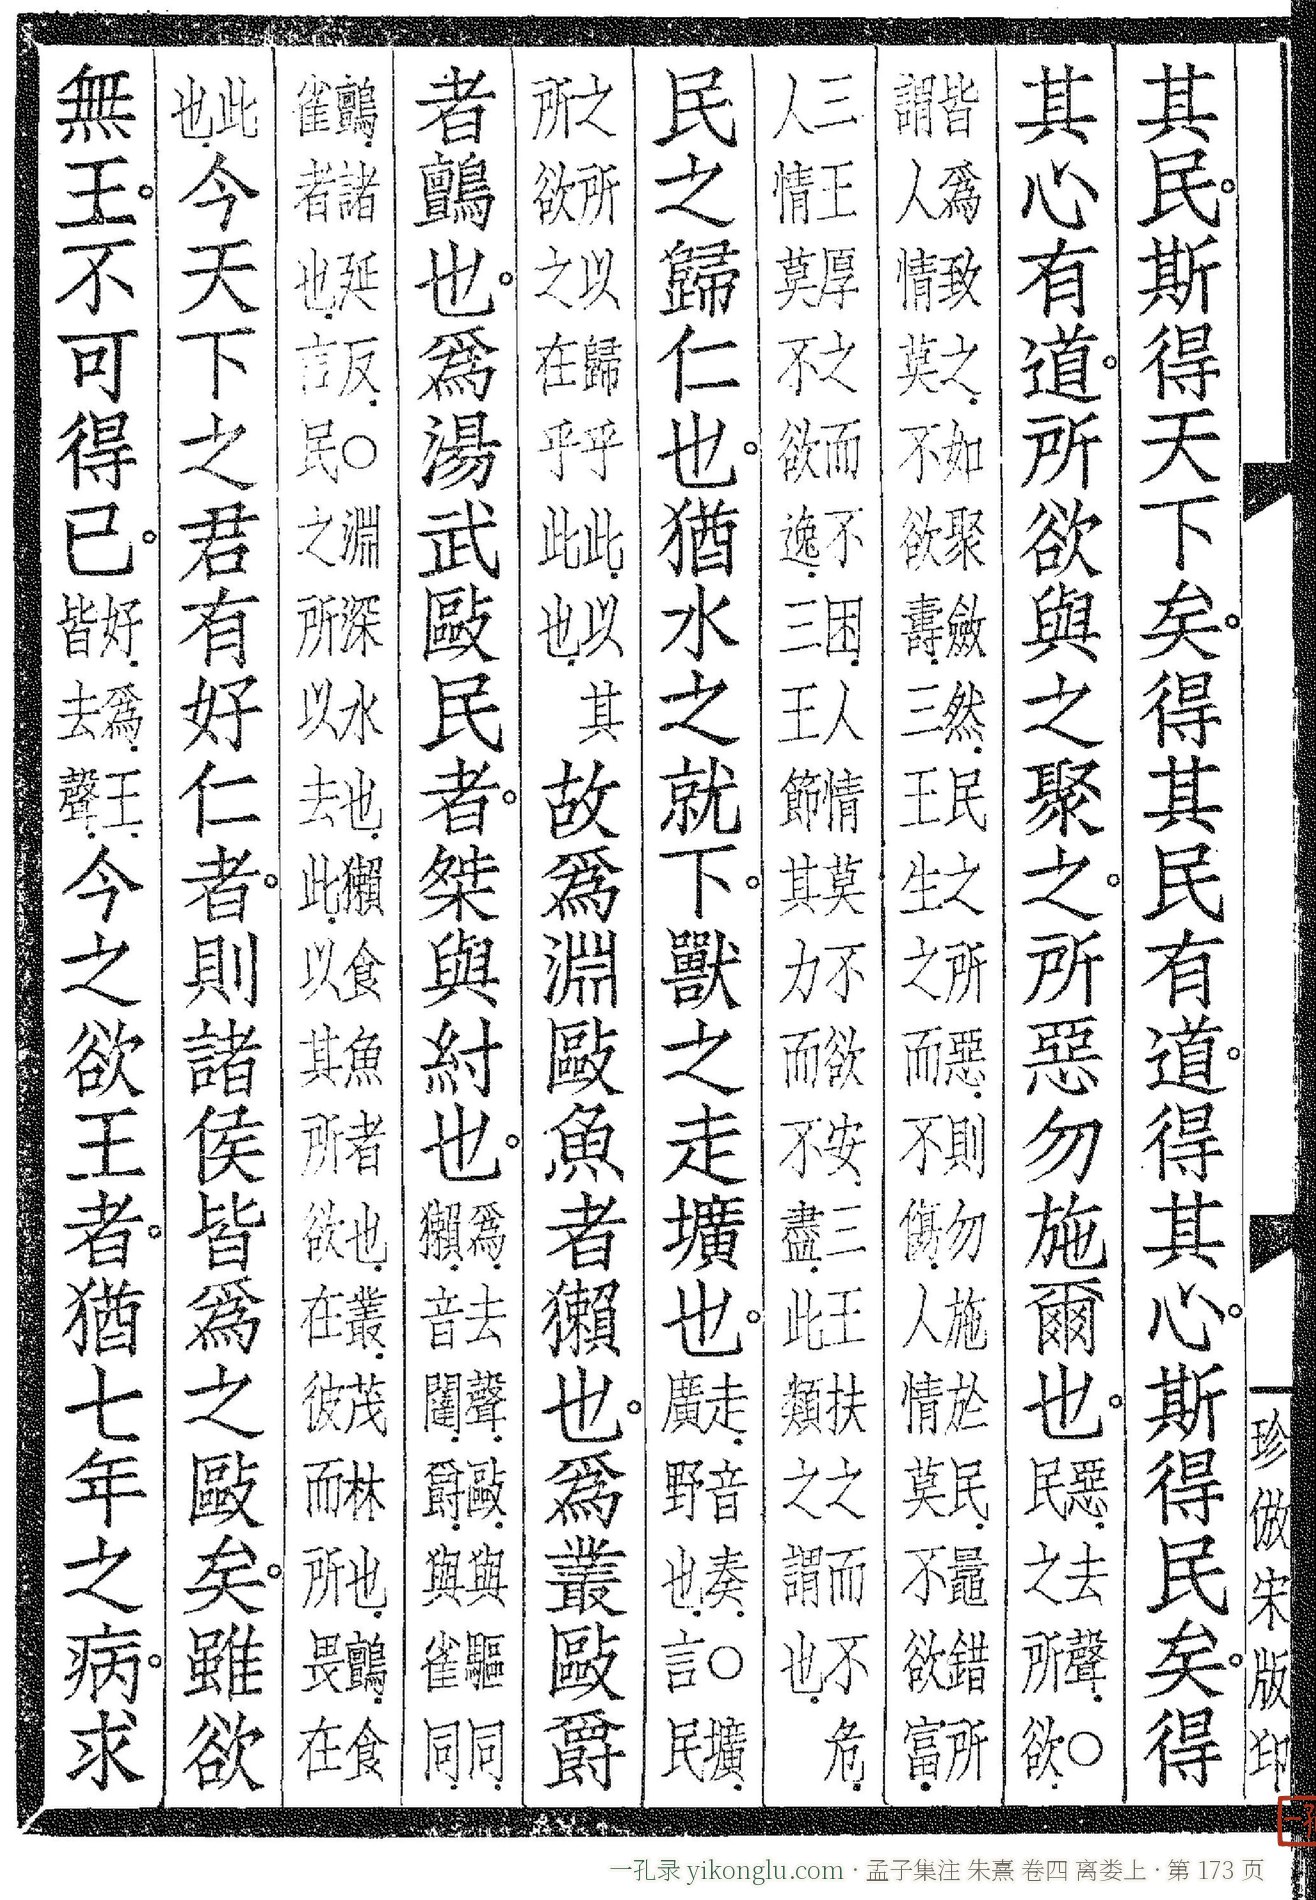 珍倣宋版印
其民。斯得天下矣。得其民有道。得其心。斯得民矣。得
其心有道。所欲與之聚之。所惡勿施爾也。惡.去聲.○民之所欲.
皆爲致之.如聚斂然.民之所惡.則勿施於民.鼂錯所謂人情莫不欲壽.三王生之而不傷.人情莫不欲富.
三王厚之而不困.人情莫不欲安.三王扶之而不危.人情莫不欲逸.三王節其力而不盡.此類之謂也.
民之歸仁也。猶水之就下。獸之走壙也。走.音奏.○壙.廣野也.言民
之所以歸乎此.以其所欲之在乎此也.故爲淵敺魚者獺也。爲叢敺爵
者鸇也。爲湯武敺民者。桀與紂也。爲去聲.敺.與驅同.獺.音闥.爵.與雀同.
鸇.諸延反.○淵深水也.獺食魚者也.叢.茂林也.鸇.食雀者也.言民之所以去此.以其所欲在彼而所畏在
此也.今天下之君有好仁者。則諸侯皆爲之敺矣。雖欲
無王。不可得已。好.爲.王.皆去聲.今之欲王者。猶七年之病。求
一孔录 yikonglu.com · 孟子集注 朱熹 卷四 离娄上 · 第 173 页